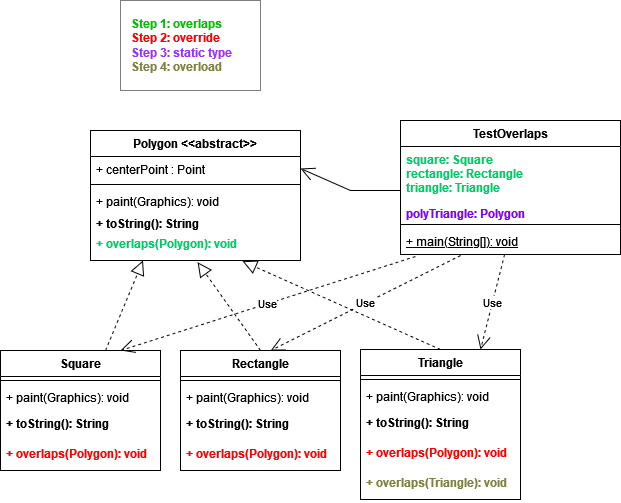 Step 1: overlaps
Step 2: override
Step 3: static type
Step 4: overload
Polygon <<abstract>>
+ centerPoint : Point
+ paint(Graphics): void
+ toString(): String
+ overlaps(Polygon): void
TestOverlaps
square: Square
rectangle: Rectangle
triangle: Triangle
polyTriangle: Polygon
+ main(String[]): void
Use
Use
Use
Square
+ paint(Graphics): void
+ toString(): String
+ overlaps(Polygon): void
Rectangle
+ paint(Graphics): void
+ toString(): String
+ overlaps(Polygon): void
Triangle
+ paint(Graphics): void
+ toString(): String
+ overlaps(Polygon): void
+ overlaps(Triangle): void